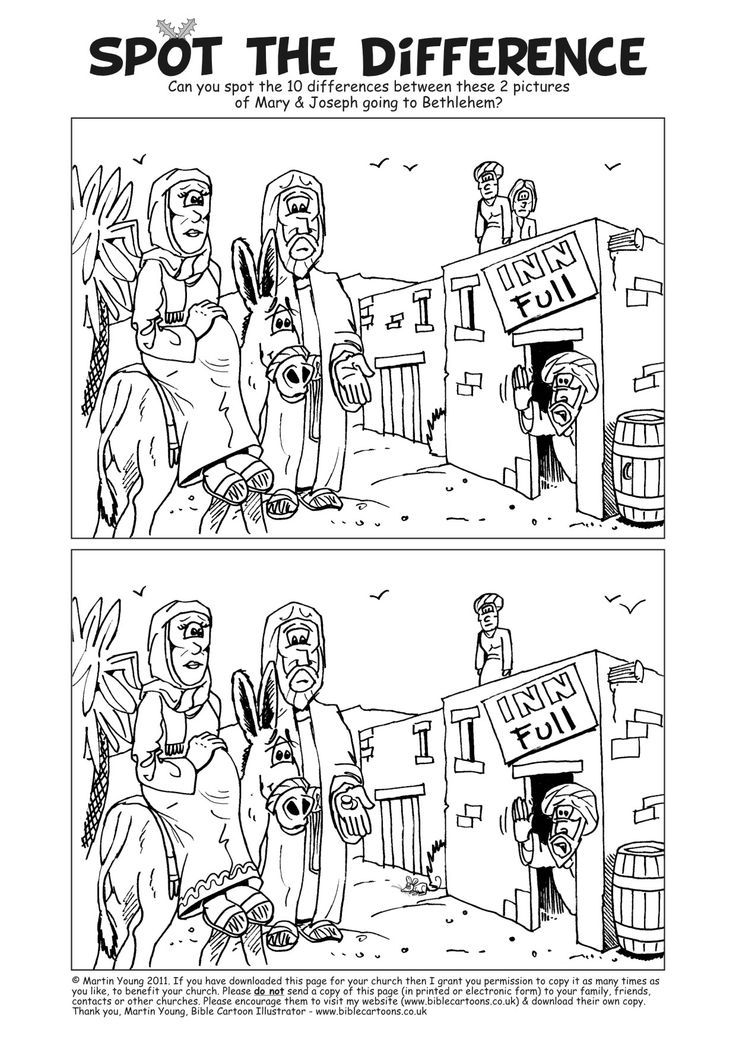 SPOT THE DiFFERENCE
Can you spot the 10 differences between these 2 pictures
of Mary & Joseph going to Bethlehem?
INN
Full
INN
Full
© Martin Young 2011. If you have downloaded this page for your church then I grant you permission to copy it as many times as
you like, to benefit your church. Please do not send a copy of this page (in printed or electronic form) to your family, friends,
contacts or other churches. Please encourage them to visit my website (www.biblecartoons.co.uk) & download their own copy.
Thank you, Martin Young, Bible Cartoon Illustrator - www.biblecartoons.co.uk